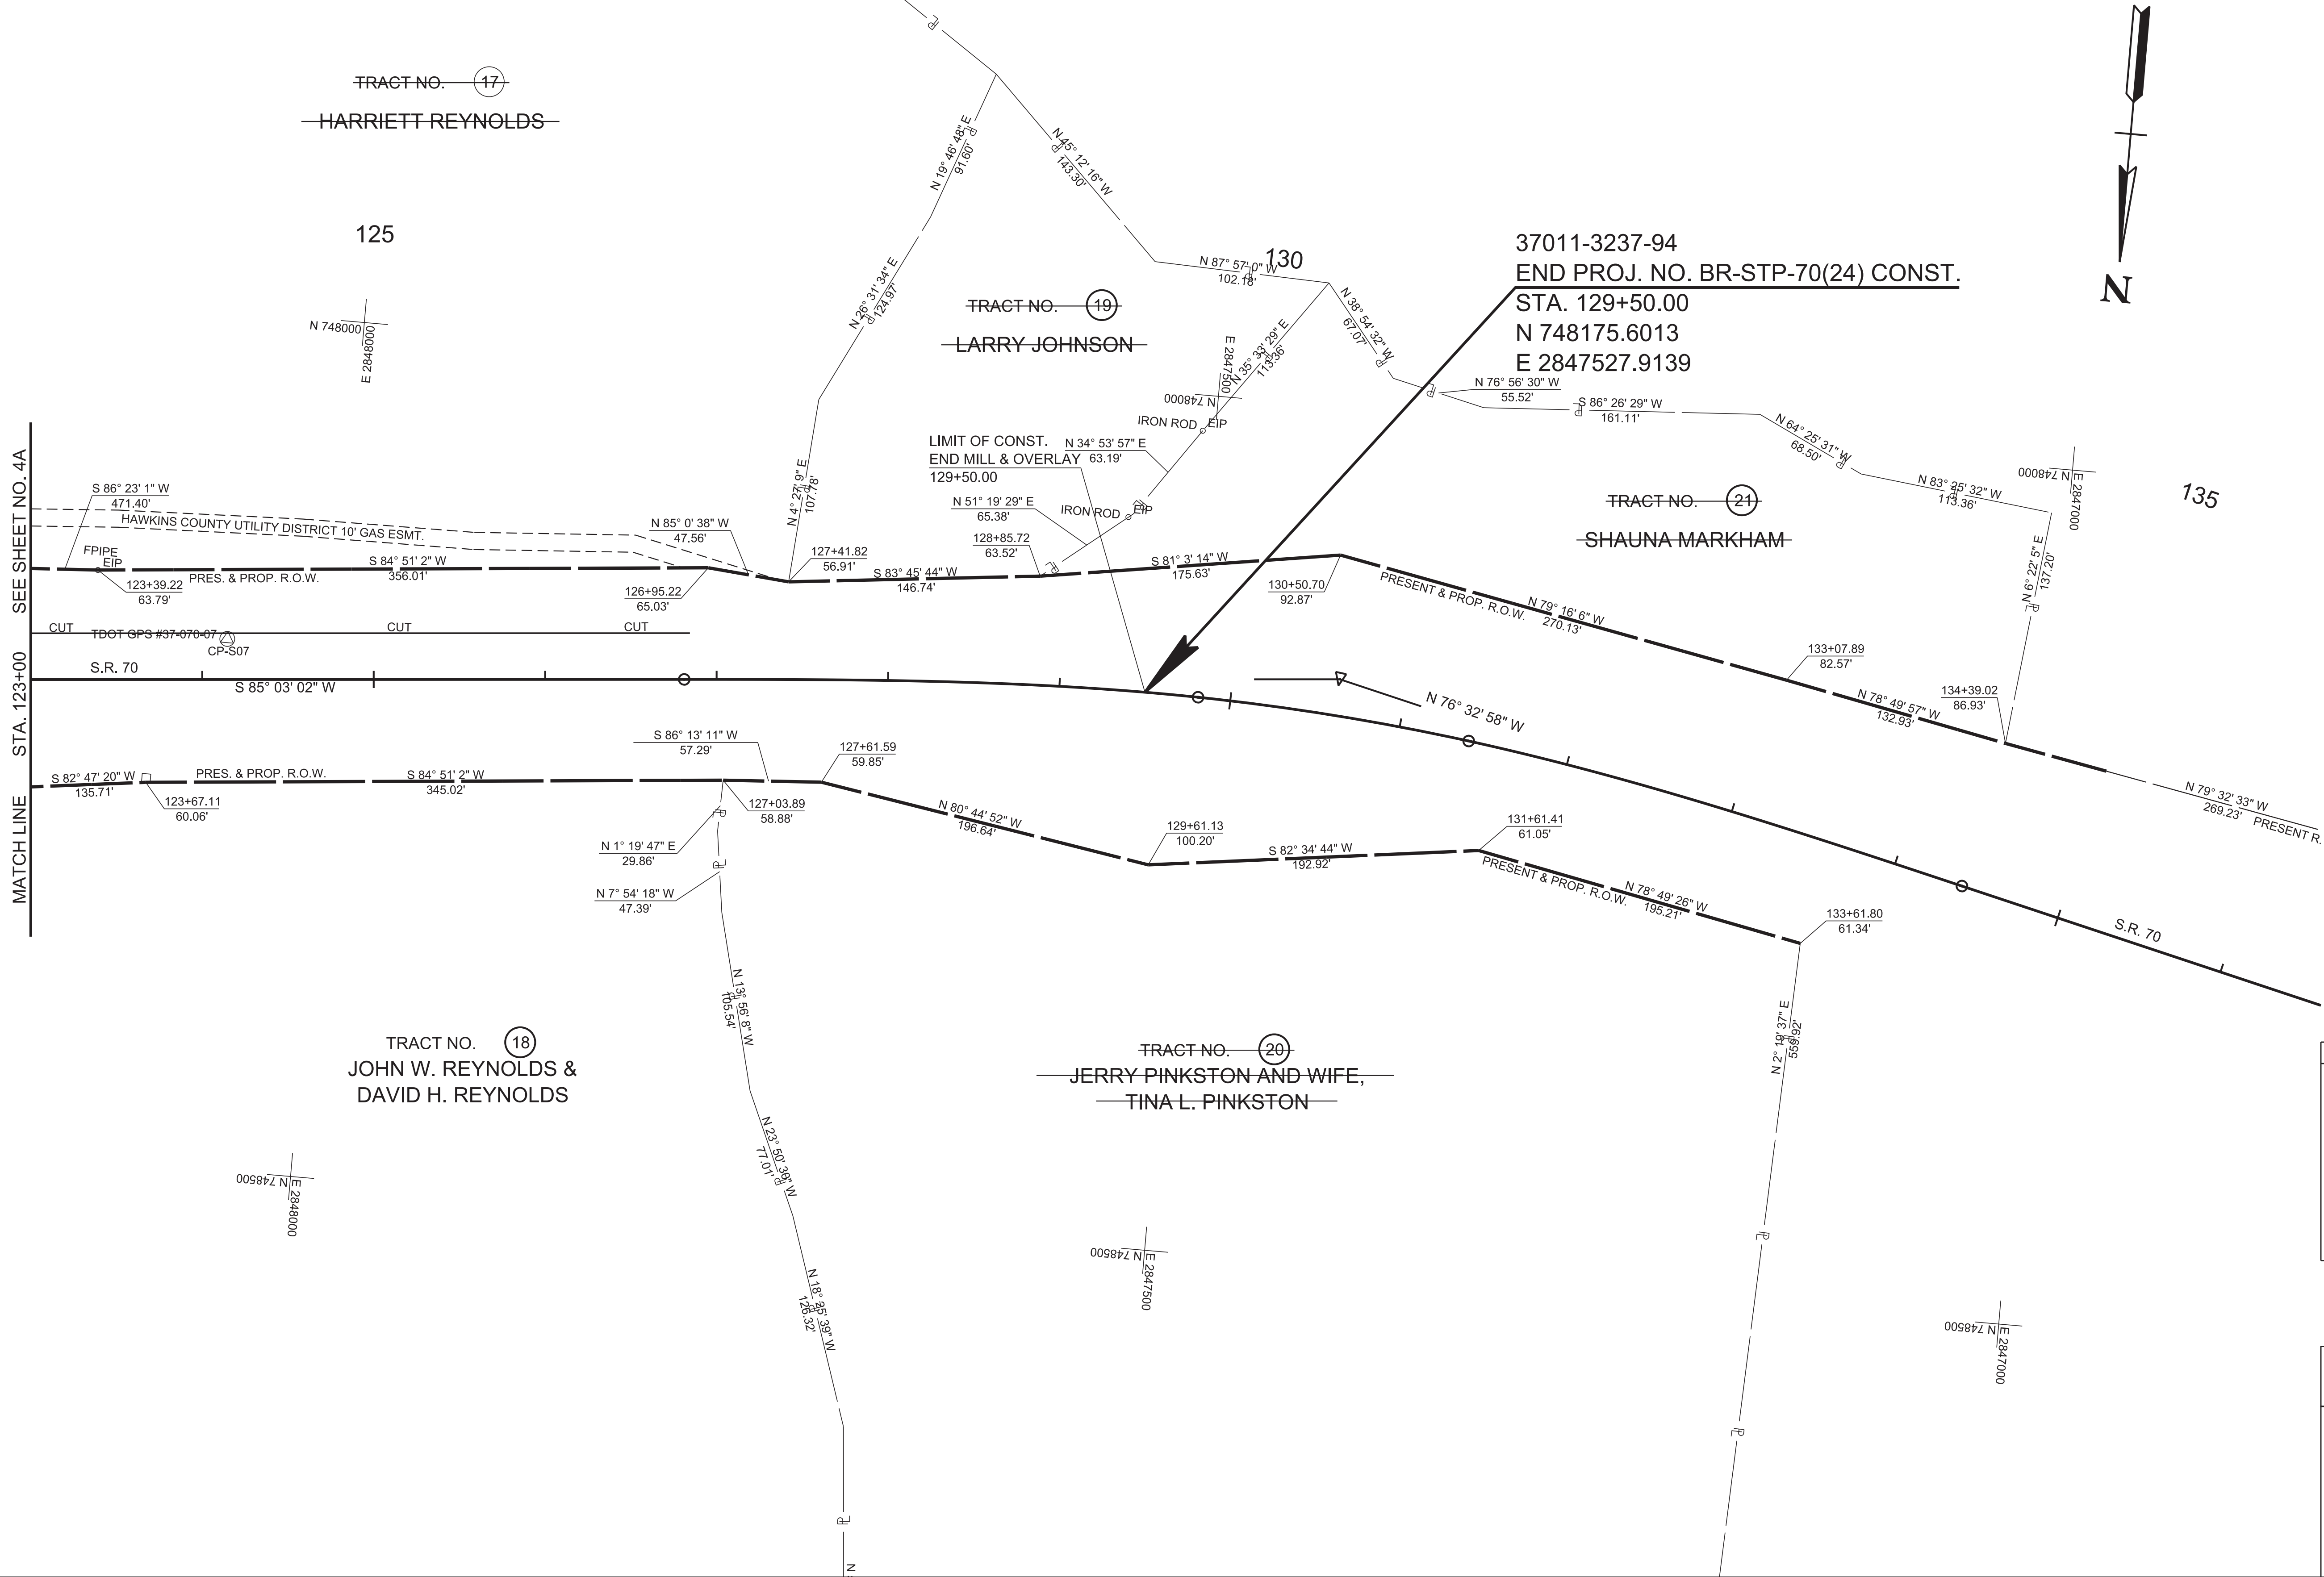 TRACT NO. 17
HARRIETT REYNOLDS
125
N 748000
E 2848000
N 19° 46' 48" E
91.60'
N 26° 31' 34" E
124.97'
N 4° 27' 9" E
107.78'
N 45° 12' 16" W
143.30'
N 87° 57' 0" W
102.18'
130
TRACT NO. 19
LARRY JOHNSON
N 38° 54' 32" W
67.07'
N 35° 33' 29" E
113.36'
E 2847500
N 748000
IRON ROD
EIP
LIMIT OF CONST.
END MILL & OVERLAY
129+50.00
N 34° 53' 57" E
63.19'
N 51° 19' 29" E
65.38'
IRON ROD
EIP
37011-3237-94
END PROJ. NO. BR-STP-70(24) CONST.
STA. 129+50.00
N 748175.6013
E 2847527.9139
N
N 76° 56' 30" W
55.52'
S 86° 26' 29" W
161.11'
N 64° 25' 31" W
68.50'
N 83° 25' 32" W
113.36'
N 748000
E 2847000
135
TRACT NO. 21
SHAUNA MARKHAM
N 6° 22' 5" E
137.20'
MATCH LINE STA. 123+00 SEE SHEET NO. 4A
S 86° 23' 1" W
471.40'
HAWKINS COUNTY UTILITY DISTRICT 10' GAS ESMT.
FPIPE
EIP
123+39.22
63.79'
PRES. & PROP. R.O.W.
S 84° 51' 2" W
356.01'
N 85° 0' 38" W
47.56'
126+95.22
65.03'
127+41.82
56.91'
S 83° 45' 44" W
146.74'
128+85.72
63.52'
S 81° 3' 14" W
175.63'
130+50.70
92.87'
PRESENT & PROP. R.O.W.
N 79° 16' 6" W
270.13'
133+07.89
82.57'
N 78° 49' 57" W
132.93'
134+39.02
86.93'
N 79° 32' 33" W
269.23'
PRESENT R.
CUT
TDOT GPS #37-070-07
CP-S07
CUT
CUT
S.R. 70
S 85° 03' 02" W
N 76° 32' 58" W
S.R. 70
S 82° 47' 20" W
135.71'
123+67.11
60.06'
PRES. & PROP. R.O.W.
S 84° 51' 2" W
345.02'
S 86° 13' 11" W
57.29'
127+03.89
58.88'
127+61.59
59.85'
N 80° 44' 52" W
196.64'
129+61.13
100.20'
S 82° 34' 44" W
192.92'
131+61.41
61.05'
PRESENT & PROP. R.O.W.
N 78° 49' 26" W
195.21'
133+61.80
61.34'
N 1° 19' 47" E
29.86'
N 7° 54' 18" W
47.39'
N 13° 56' 8" W
105.54'
N 23° 50' 36" W
77.01'
N 18° 25' 39" W
126.32'
N 2° 19' 37" E
559.92'
TRACT NO. 18
JOHN W. REYNOLDS &
DAVID H. REYNOLDS
TRACT NO. 20
JERRY PINKSTON AND WIFE,
TINA L. PINKSTON
N 748500
E 2848000
N 748500
E 2847500
N 748500
E 2847000